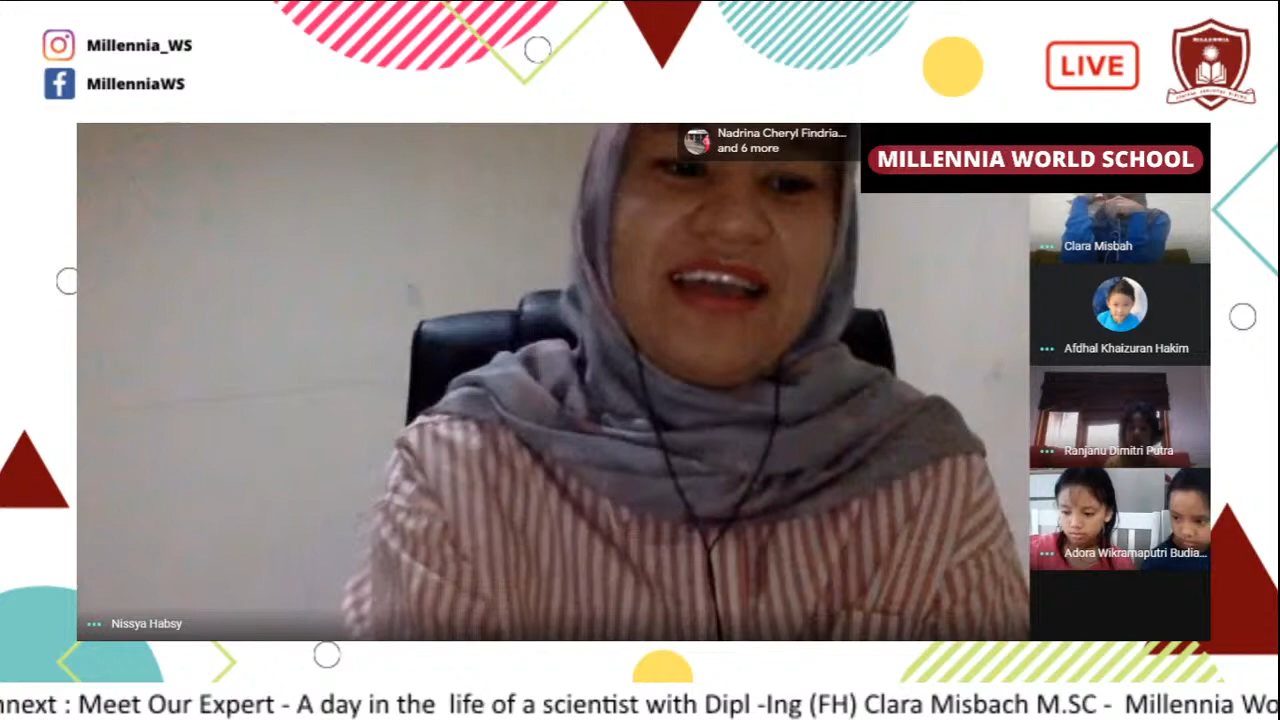 Millennia_WS
MillenniaWS
LIVE
MILLENNIA
Nadrina Cheryl Findria...
and 6 more
MILLENNIA WORLD SCHOOL
Clara Misbah
Afdhal Khaizuran Hakim
Ranjanu Dimitri Putra
Adora Wikramaputri Budia...
Nissya Habsy
nnext : Meet Our Expert - A day in the life of a scientist with Dipl -Ing (FH) Clara Misbach M.SC - Millennia Wo